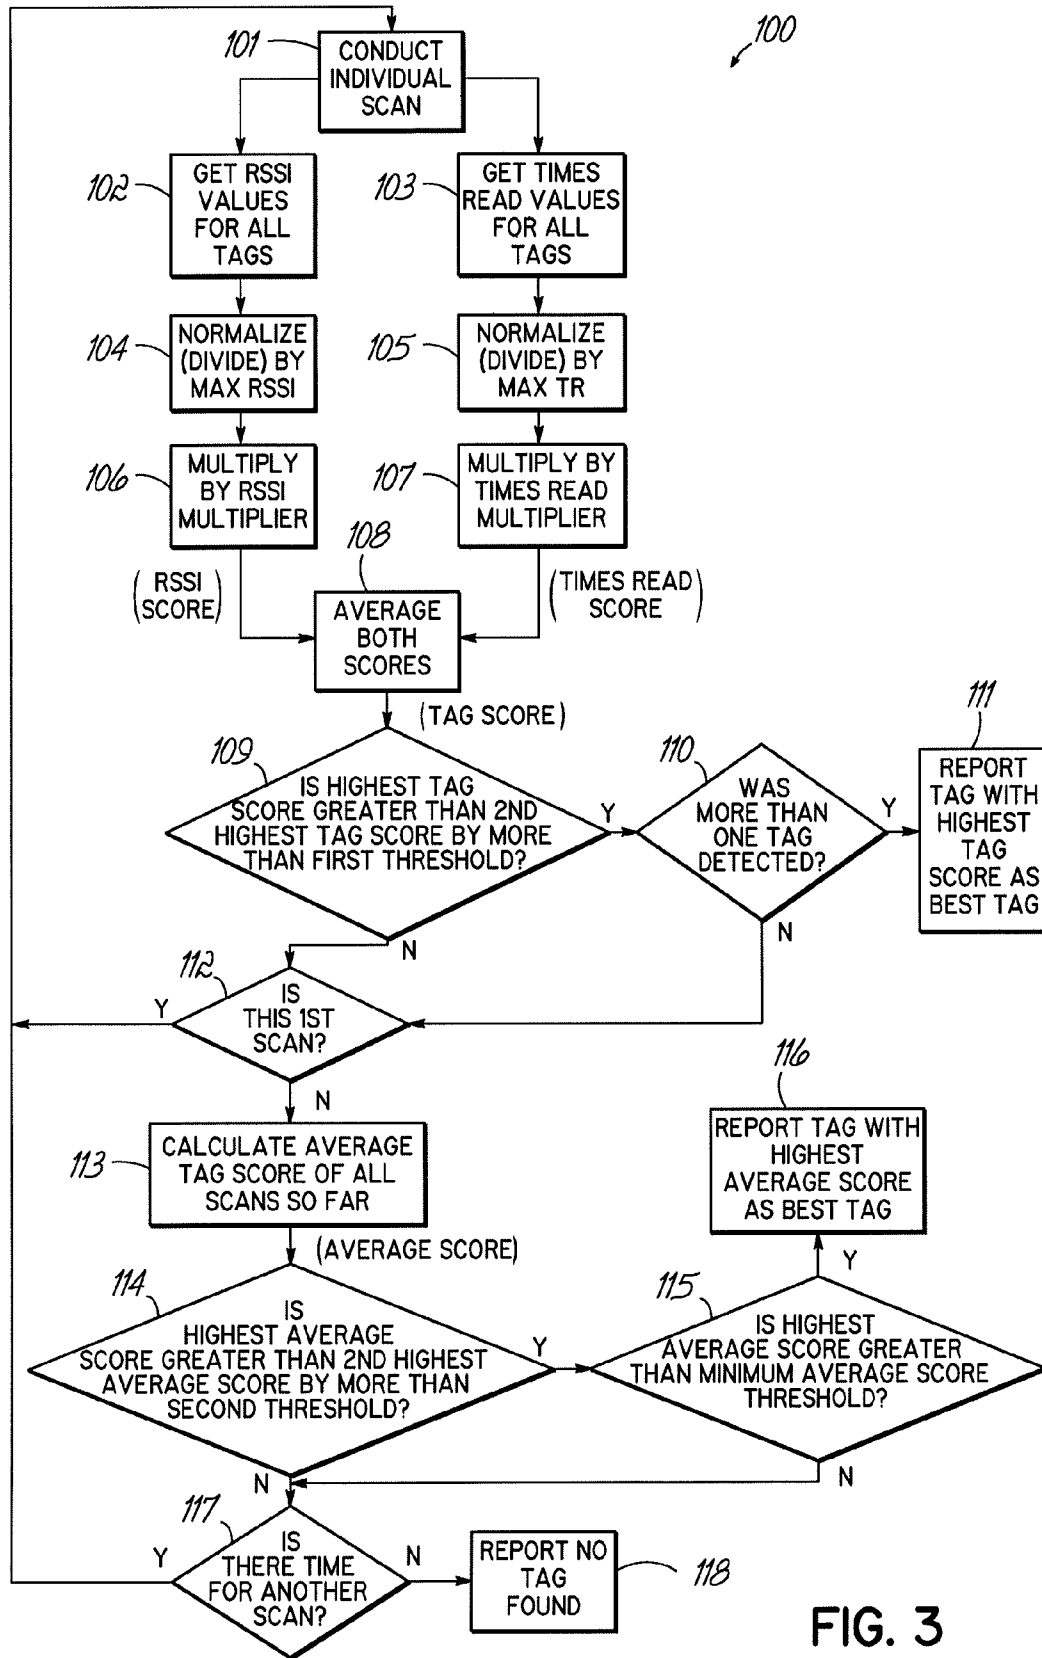 100
101
CONDUCT
INDIVIDUAL
SCAN
102
GET RSSI
VALUES
FOR ALL
TAGS
103
GET TIMES
READ VALUES
FOR ALL
TAGS
104
NORMALIZE
(DIVIDE) BY
MAX RSSI
105
NORMALIZE
(DIVIDE) BY
MAX TR
106
MULTIPLY
BY RSSI
MULTIPLIER
107
MULTIPLY BY
TIMES READ
MULTIPLIER
(RSSI
SCORE)
108
AVERAGE
BOTH
SCORES
(TIMES READ
SCORE)
(TAG SCORE)
109
IS HIGHEST TAG
SCORE GREATER THAN 2ND
HIGHEST TAG SCORE BY MORE
THAN FIRST THRESHOLD?
Y
N
110
WAS
MORE THAN
ONE TAG
DETECTED?
Y
N
111
REPORT
TAG WITH
HIGHEST
TAG
SCORE AS
BEST TAG
112
IS
THIS 1ST
SCAN?
Y
N
113
CALCULATE AVERAGE
TAG SCORE OF ALL
SCANS SO FAR
(AVERAGE SCORE)
114
IS
HIGHEST AVERAGE
SCORE GREATER THAN 2ND HIGHEST
AVERAGE SCORE BY MORE THAN
SECOND THRESHOLD?
Y
N
115
IS HIGHEST
AVERAGE SCORE GREATER
THAN MINIMUM AVERAGE SCORE
THRESHOLD?
Y
N
116
REPORT TAG WITH
HIGHEST
AVERAGE SCORE
AS BEST TAG
117
IS
THERE TIME
FOR ANOTHER
SCAN?
Y
N
118
REPORT NO
TAG
FOUND
FIG. 3